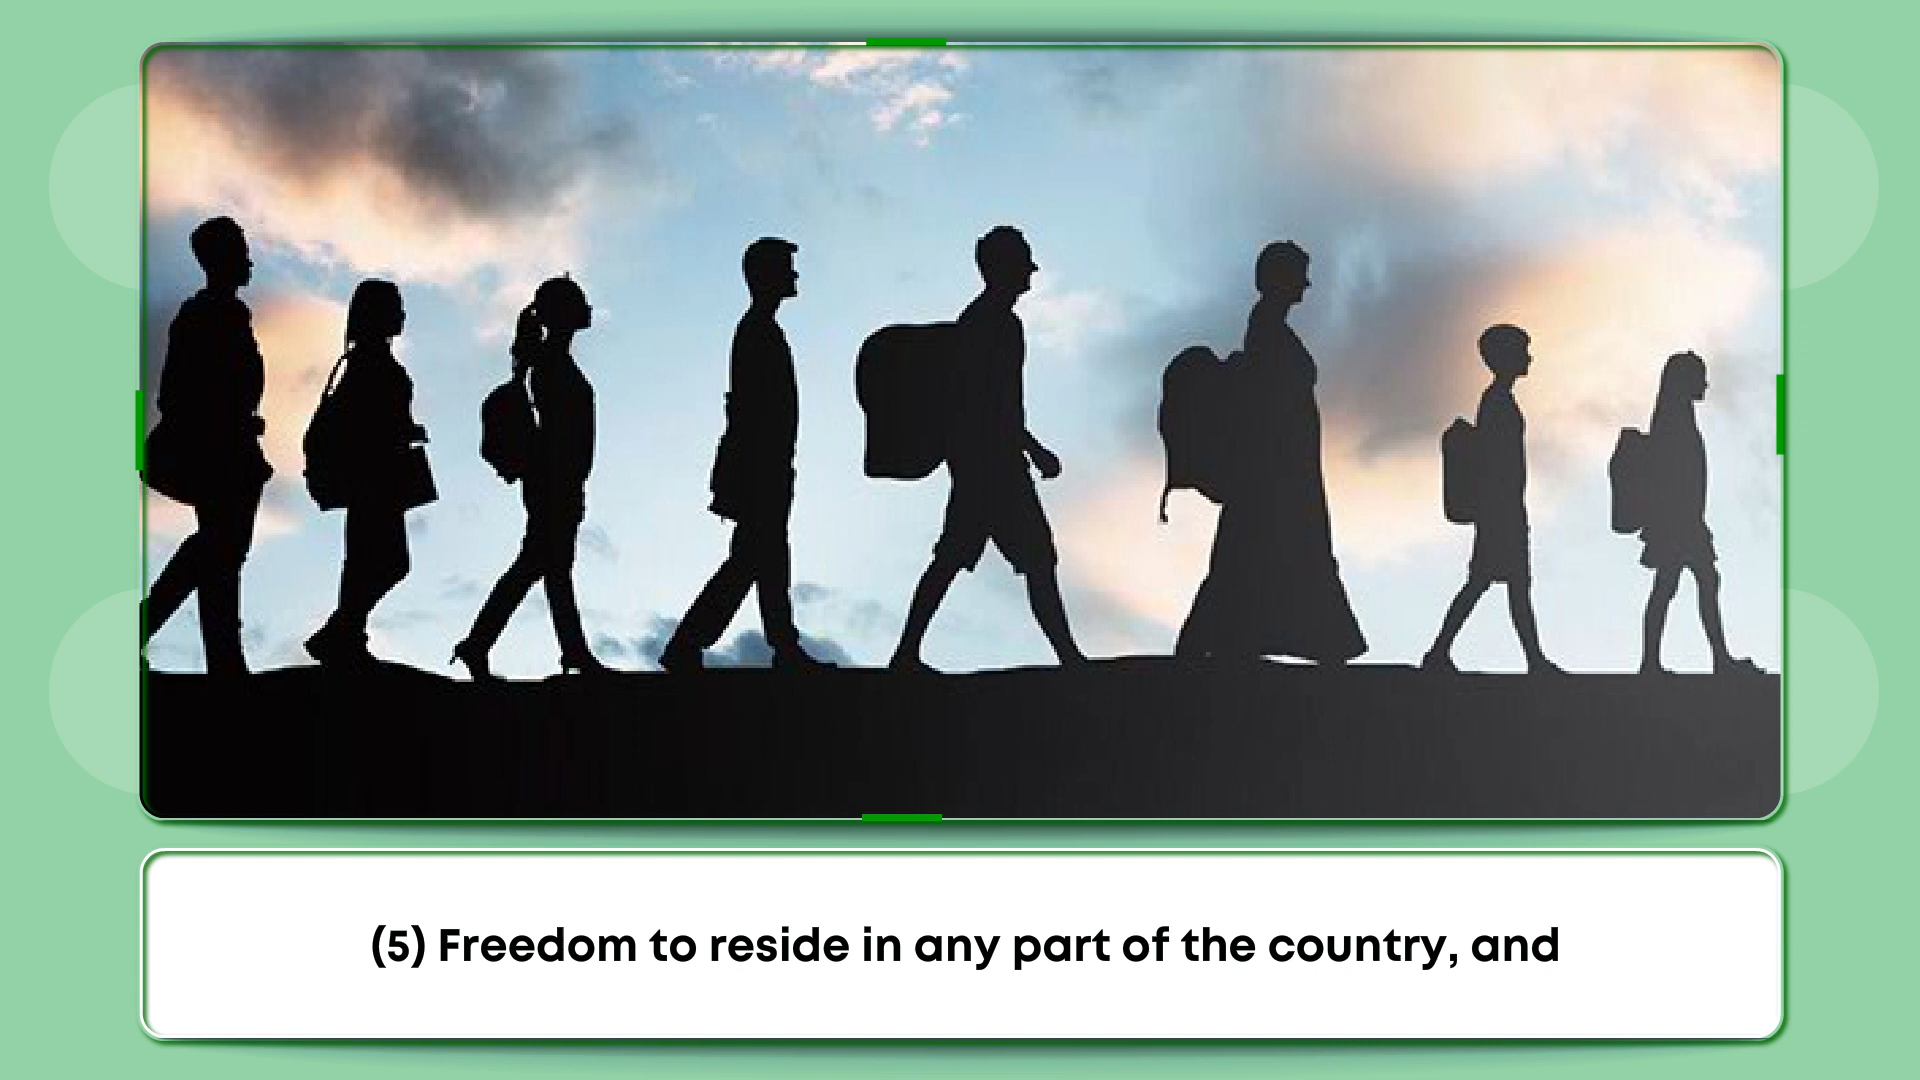 (5) Freedom to reside in any part of the country, and